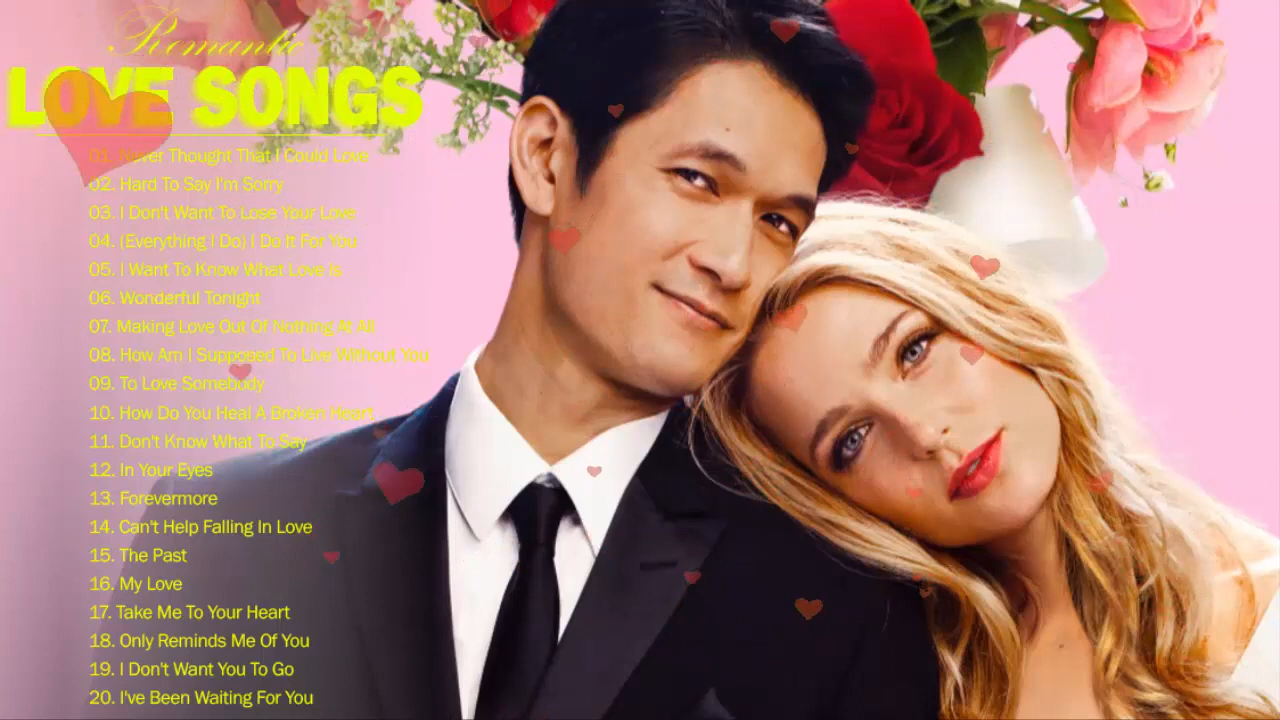 Romantic
LOVE SONGS
01. Never Thought That I Could Love
02. Hard To Say I'm Sorry
03. I Don't Want To Lose Your Love
04. (Everything I Do) I Do It For You
05. I Want To Know What Love Is
06. Wonderful Tonight
07. Making Love Out Of Nothing At All
08. How Am I Supposed To Live Without You
09. To Love Somebody
10. How Do You Heal A Broken Heart
11. Don't Know What To Say
12. In Your Eyes
13. Forevermore
14. Can't Help Falling In Love
15. The Past
16. My Love
17. Take Me To Your Heart
18. Only Reminds Me Of You
19. I Don't Want You To Go
20. I've Been Waiting For You